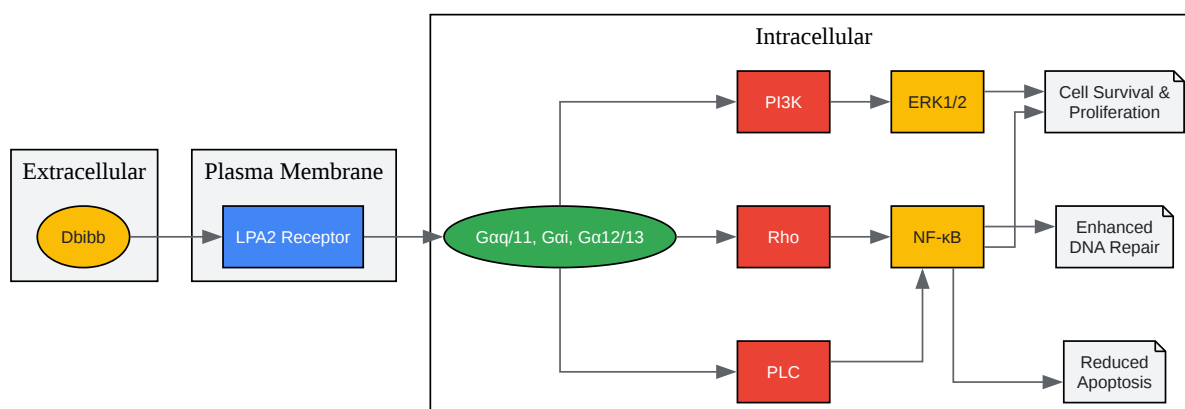 Intracellular
PI3K
ERK1/2
Cell Survival &
Proliferation
Extracellular
Plasma Membrane
Dbibb
LPA2 Receptor
Gαq/11, Gαi, Gα12/13
Rho
NF-κB
Enhanced
DNA Repair
PLC
Reduced
Apoptosis